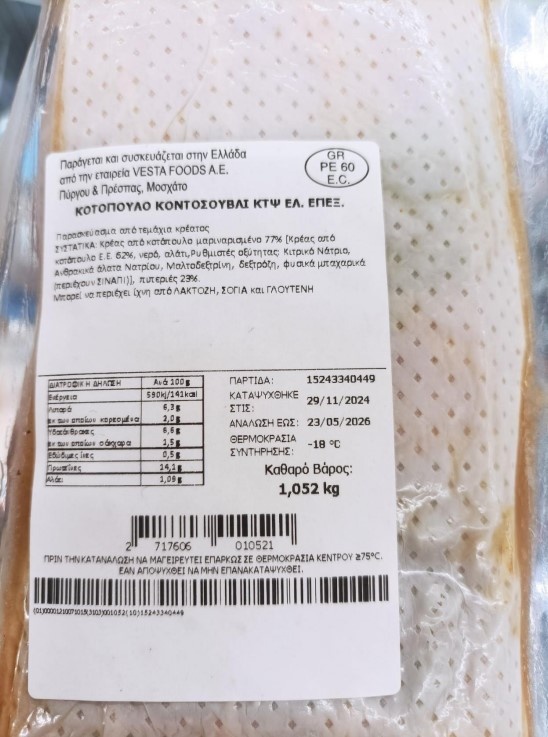 Παράγεται και συσκευάζεται στην Ελλάδα
από την εταιρεία VESTA FOODS Α.Ε.
Πύργου & Πρέσπας, Μοσχάτο
GR
PE 60
E.C.
ΚΟΤΟΠΟΥΛΟ ΚΟΝΤΟΣΟΥΒΛΙ ΚΤΨ ΕΛ. ΕΠΕΞ.
Παρασκεύασμα από τεμάχια κρέατος
ΣΥΣΤΑΤΙΚΑ: Κρέας από κοτόπουλο μαριναρισμένο 77% [Κρέας από
κοτόπουλο Ε.Ε. 62%, νερό, αλάτι, Ρυθμιστές οξύτητας: Κιτρικό Νάτριο,
Ανθρακικά άλατα Νατρίου, Μαλτοδεξτρίνη, δεξτρόζη, φυσικά μπαχαρικά
(περιέχουν ΣΙΝΑΠΙ)], πιπεριές 23%.
Μπορεί να περιέχει ίχνη από ΛΑΚΤΟΖΗ, ΣΟΓΙΑ και ΓΛΟΥΤΕΝΗ
ΔΙΑΤΡΟΦΙΚΗ ΔΗΛΩΣΗ Ανά 100g
Ενέργεια 590kj/141kcal
Λιπαρά 6,3g
εκ των οποίων κορεσμένα 2,0g
Υδατάνθρακες 6,6g
εκ των οποίων σάκχαρα 1,5g
Εδώδιμες ίνες 0,5g
Πρωτεΐνες 14,1g
Αλάτι 1,09g
ΠΑΡΤΙΔΑ: 15243340449
ΚΑΤΑΨΥΧΘΗΚΕ
ΣΤΙΣ: 29/11/2024
ΑΝΑΛΩΣΗ ΕΩΣ: 23/05/2026
ΘΕΡΜΟΚΡΑΣΙΑ
ΣΥΝΤΗΡΗΣΗΣ: -18 °C
Καθαρό Βάρος:
1,052 kg
2 717606 010521
ΠΡΙΝ ΤΗΝ ΚΑΤΑΝΑΛΩΣΗ ΝΑ ΜΑΓΕΙΡΕΥΤΕΙ ΕΠΑΡΚΩΣ ΣΕ ΘΕΡΜΟΚΡΑΣΙΑ ΚΕΝΤΡΟΥ ≥75°C.
ΕΑΝ ΑΠΟΨΥΧΘΕΙ ΝΑ ΜΗΝ ΕΠΑΝΑΚΑΤΑΨΥΧΘΕΙ.